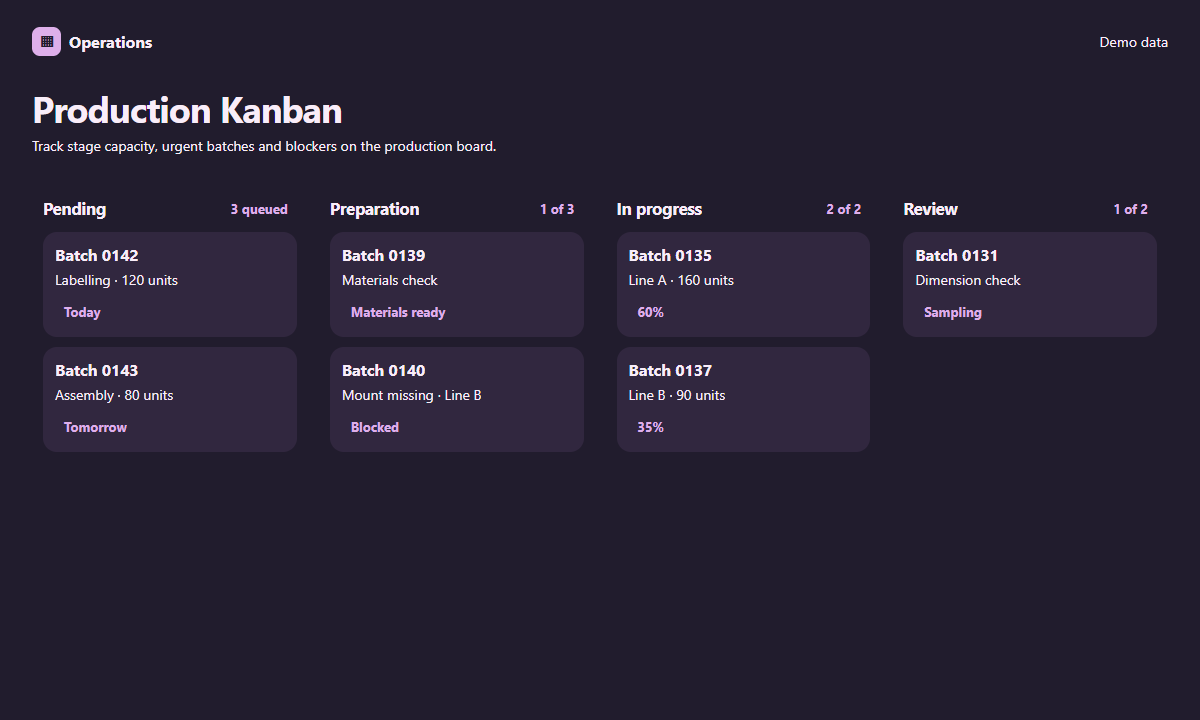 Operations
Demo data
Production Kanban
Track stage capacity, urgent batches and blockers on the production board.
Pending
3 queued
Batch 0142
Labelling · 120 units
Today
Batch 0143
Assembly · 80 units
Tomorrow
Preparation
1 of 3
Batch 0139
Materials check
Materials ready
Batch 0140
Mount missing · Line B
Blocked
In progress
2 of 2
Batch 0135
Line A · 160 units
60%
Batch 0137
Line B · 90 units
35%
Review
1 of 2
Batch 0131
Dimension check
Sampling